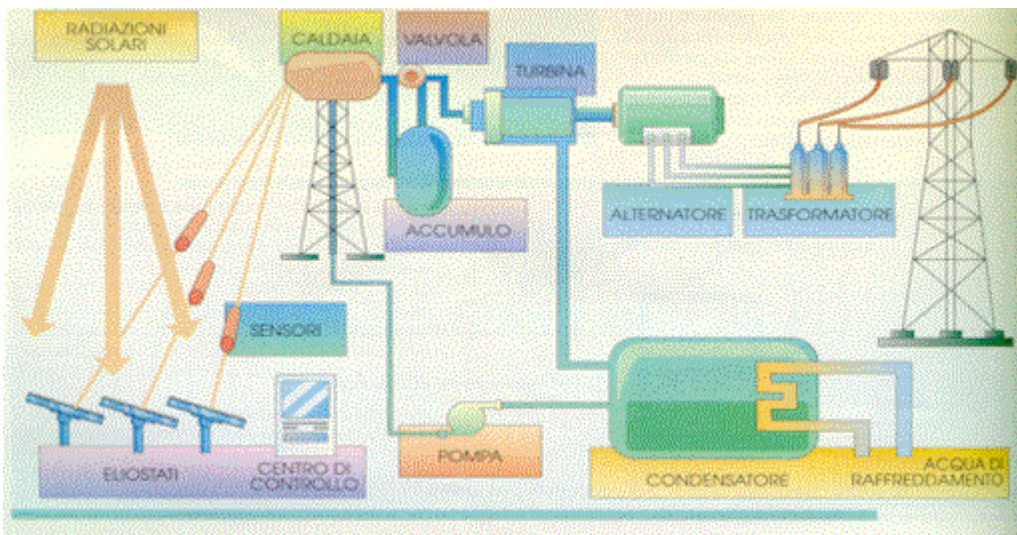 RADIAZIONI
SOLARI
CALDAIA
VALVOLA
TURBINA
ACCUMULO
ALTERNATORE
TRASFORMATORE
SENSORI
ELIOSTATI
CENTRO DI
CONTROLLO
POMPA
CONDENSATORE
ACQUA DI
RAFFREDDAMENTO